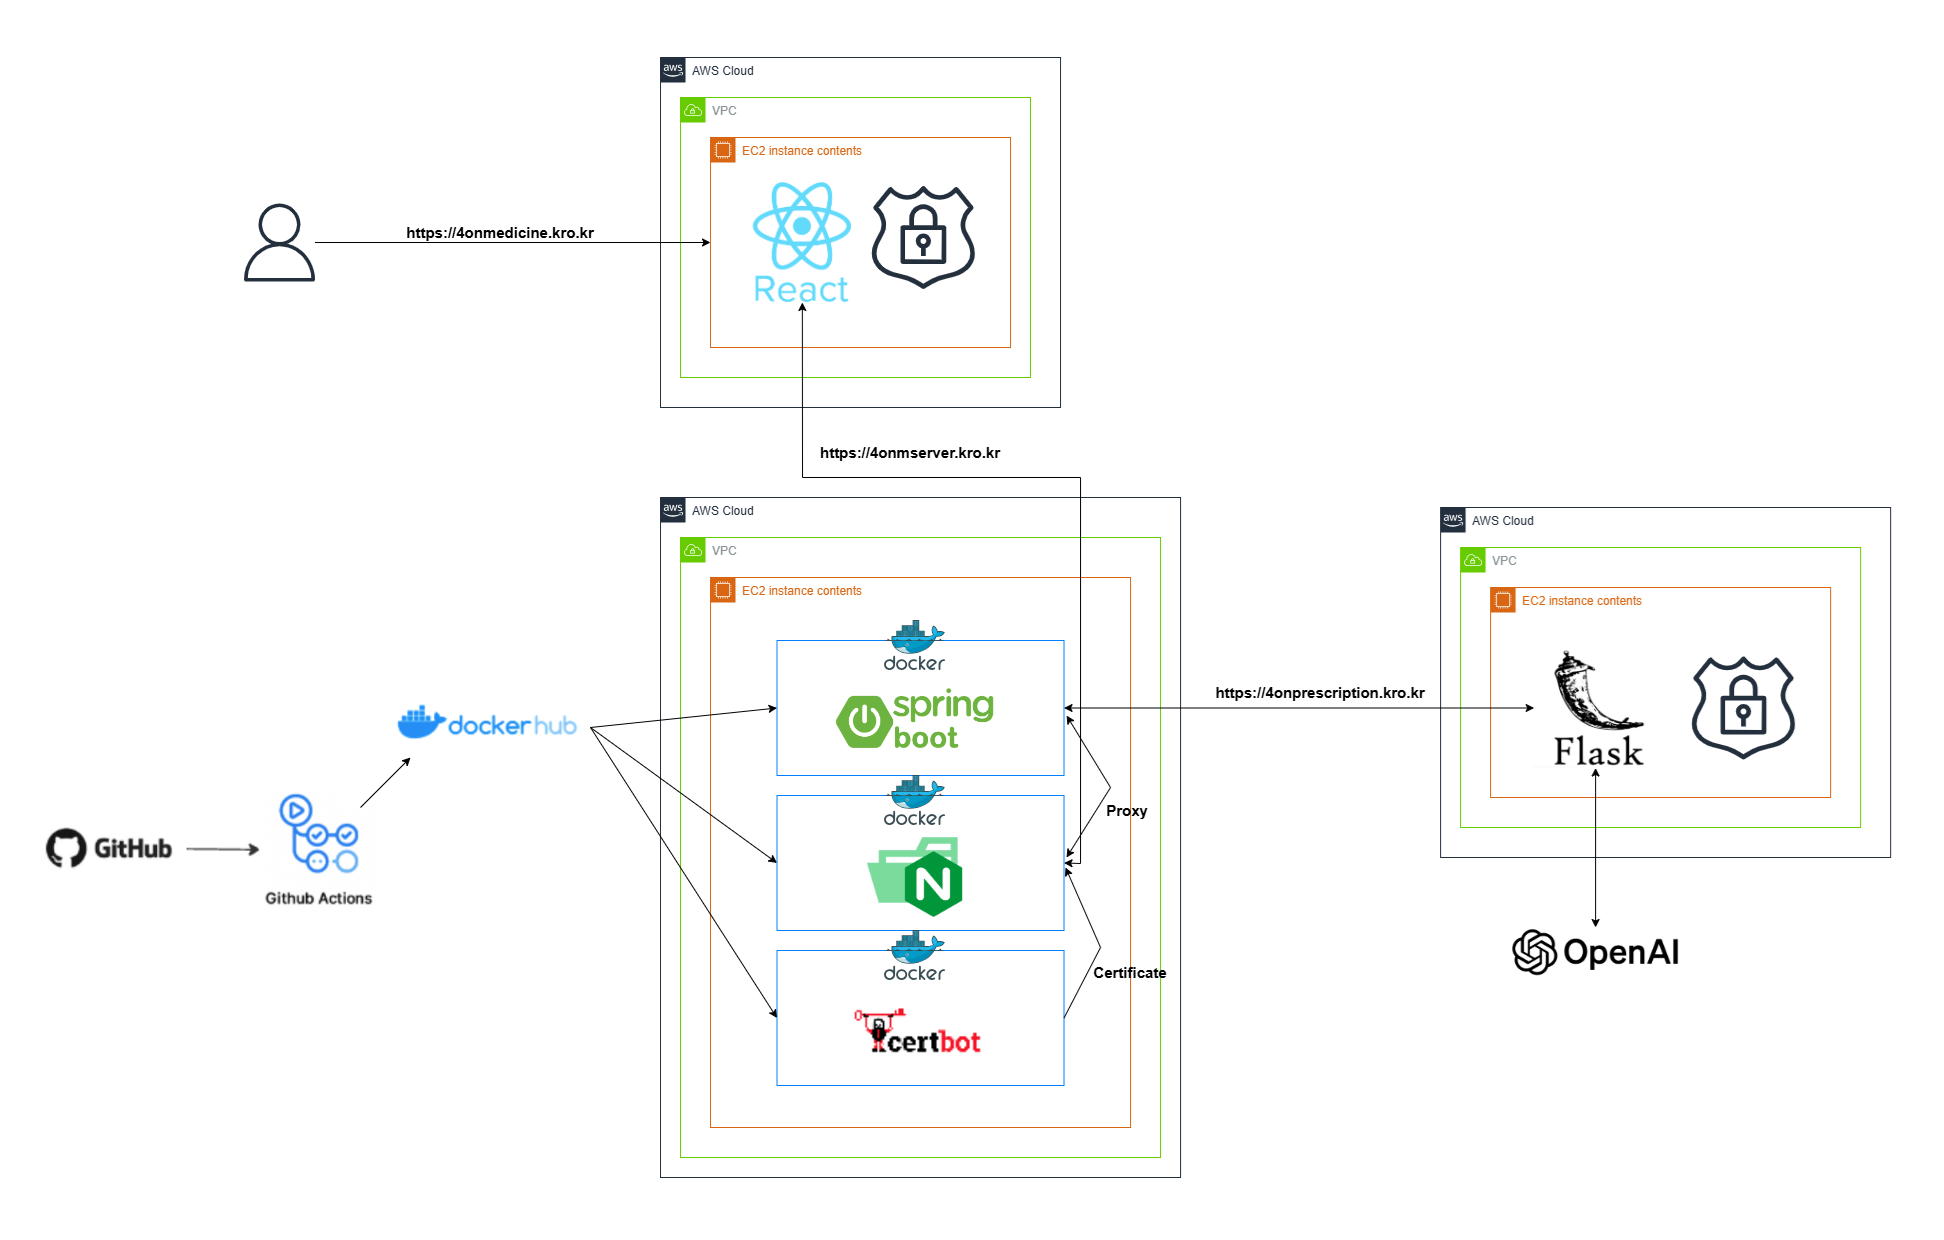 aws
AWS Cloud
VPC
EC2 instance contents
https://4onmedicine.kro.kr
React
https://4onmserver.kro.kr
aws
AWS Cloud
VPC
EC2 instance contents
docker
spring
boot
docker
N
docker
certbot
Proxy
Certificate
dockerhub
GitHub
Github Actions
https://4onprescription.kro.kr
aws
AWS Cloud
VPC
EC2 instance contents
Flask
OpenAI